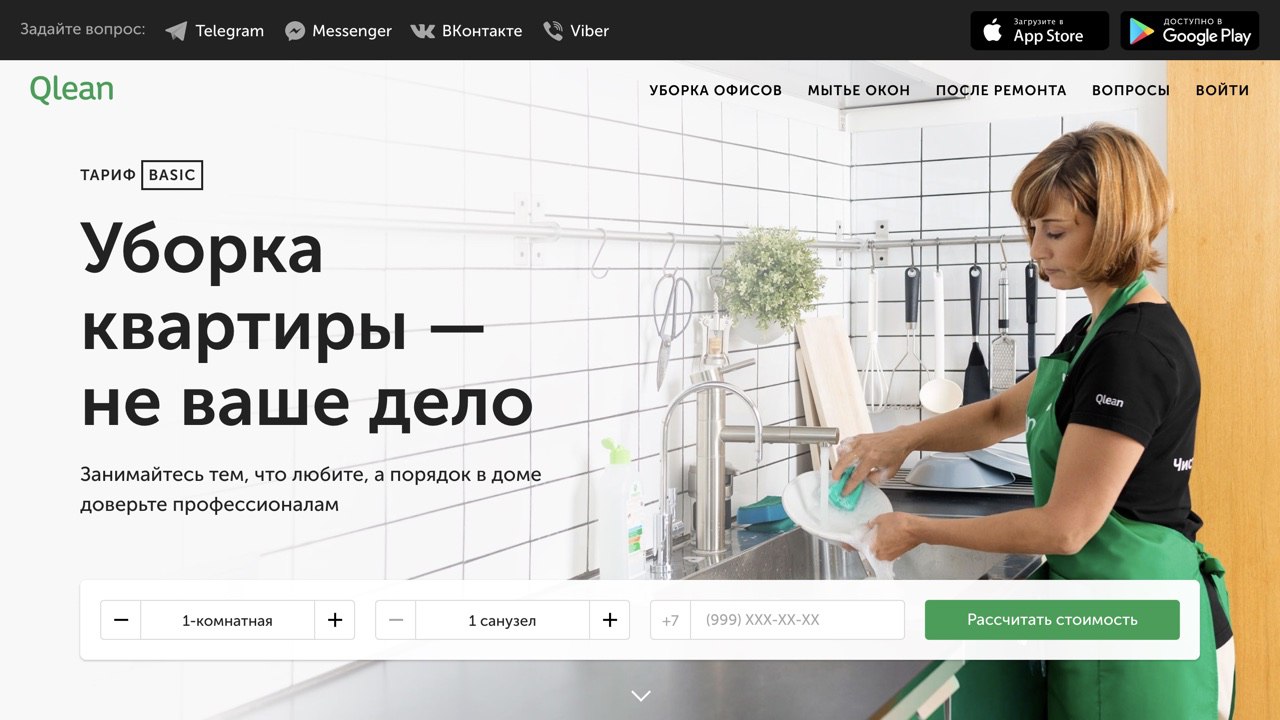 Задайте вопрос: Telegram Messenger ВКонтакте Viber
Загрузите в
App Store
ДОСТУПНО В
Google Play
Qlean
УБОРКА ОФИСОВ МЫТЬЕ ОКОН ПОСЛЕ РЕМОНТА ВОПРОСЫ ВОЙТИ
ТАРИФ BASIC
Уборка
квартиры —
не ваше дело
Занимайтесь тем, что любите, а порядок в доме
доверьте профессионалам
Qlean
− 1-комнатная + − 1 санузел + +7 (999) XXX-XX-XX Рассчитать стоимость